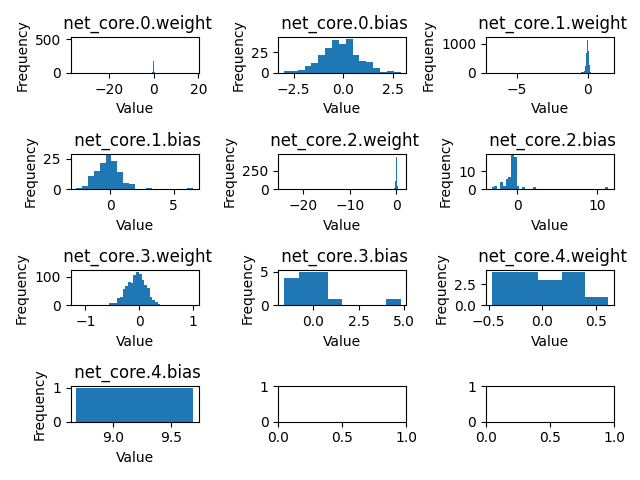 net_core.0.weight
net_core.0.bias
net_core.1.weight
Frequency
500
0
−20
0
20
Value
Frequency
25
0
−2.5
0.0
2.5
Value
Frequency
1000
0
−5
0
Value
net_core.1.bias
net_core.2.weight
net_core.2.bias
Frequency
25
0
0
5
Value
Frequency
250
0
−20
−10
0
Value
Frequency
10
0
0
10
Value
net_core.3.weight
net_core.3.bias
net_core.4.weight
Frequency
100
0
−1
0
1
Value
Frequency
5
0
0.0
2.5
5.0
Value
Frequency
2.5
0.0
−0.5
0.0
0.5
Value
net_core.4.bias
Frequency
1
0
9.0
9.5
Value
1
0
0.0
0.5
1.0
1
0
0.0
0.5
1.0